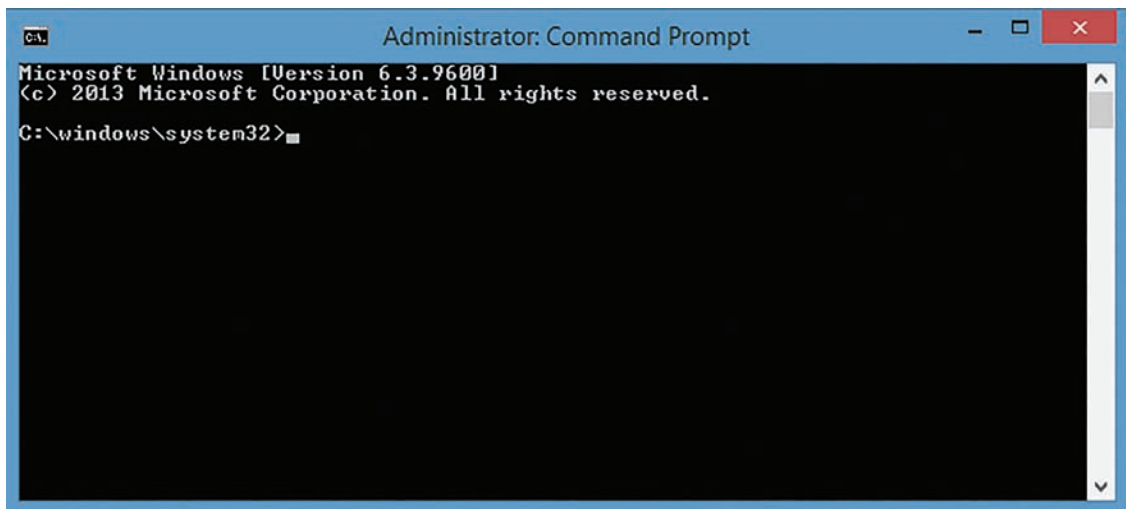 Administrator: Command Prompt
Microsoft Windows [Version 6.3.9600]
(c) 2013 Microsoft Corporation. All rights reserved.
C:\windows\system32>